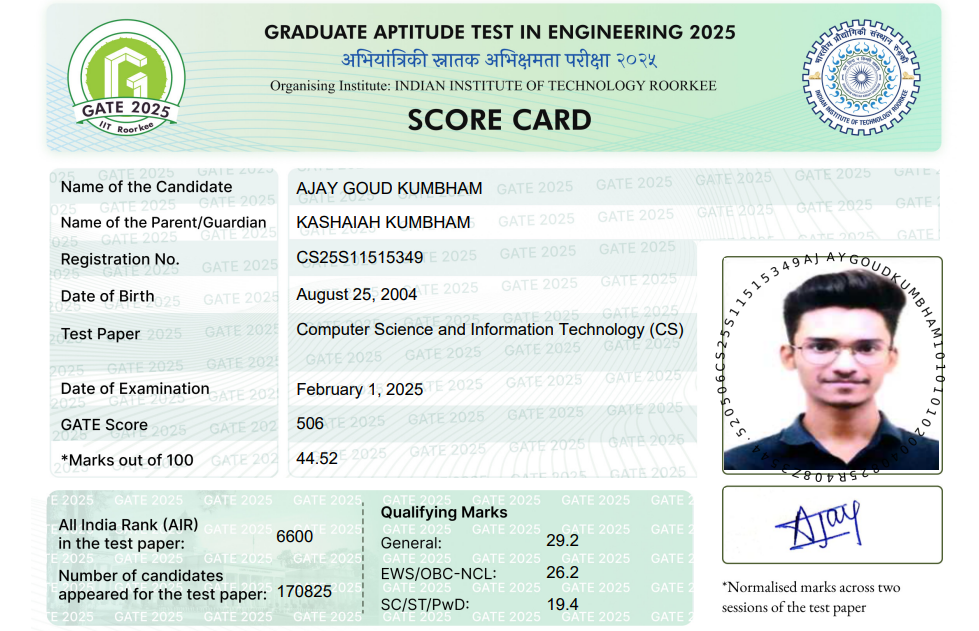 GRADUATE APTITUDE TEST IN ENGINEERING 2025
अभियांत्रिकी स्नातक अभिक्षमता परीक्षा २०२५
Organising Institute: INDIAN INSTITUTE OF TECHNOLOGY ROORKEE
SCORE CARD
GATE 2025
IIT Roorkee
भारतीय प्रौद्योगिकी संस्थान रुड़की
INDIAN INSTITUTE OF TECHNOLOGY ROORKEE
Name of the Candidate AJAY GOUD KUMBHAM
Name of the Parent/Guardian KASHAIAH KUMBHAM
Registration No. CS25S11515349
Date of Birth August 25, 2004
Test Paper Computer Science and Information Technology (CS)
Date of Examination February 1, 2025
GATE Score 506
*Marks out of 100 44.52
All India Rank (AIR)
in the test paper: 6600
Number of candidates
appeared for the test paper: 170825
Qualifying Marks
General: 29.2
EWS/OBC-NCL: 26.2
SC/ST/PwD: 19.4
Ajay
*Normalised marks across two
sessions of the test paper